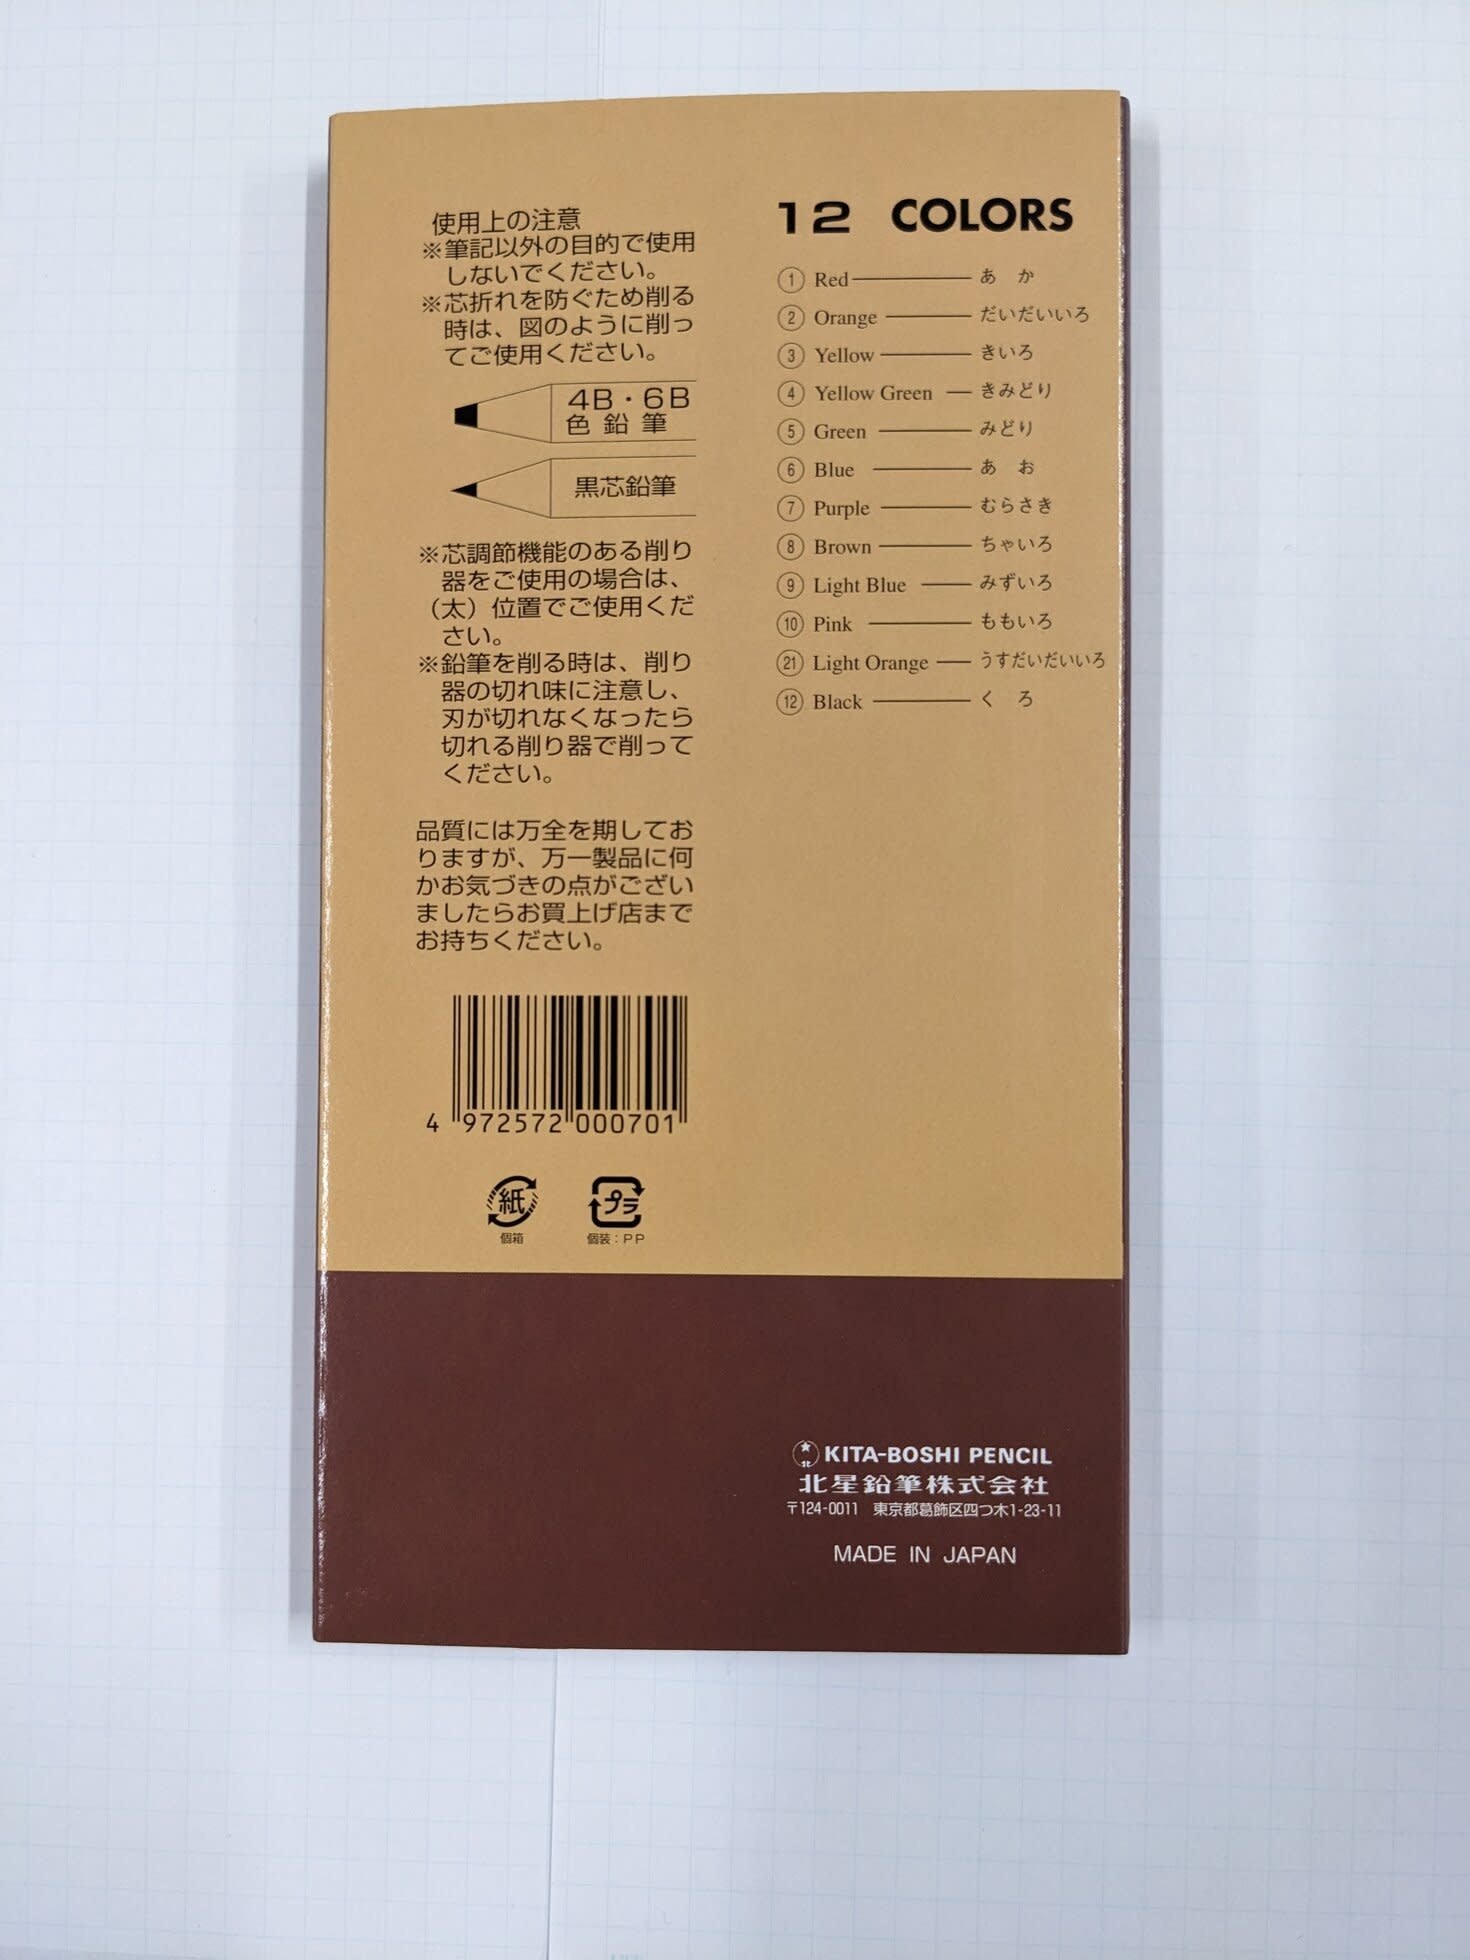 使用上の注意
※筆記以外の目的で使用
しないでください。
※芯折れを防ぐため削る
時は、図のように削っ
てご使用ください。
4B・6B
色鉛筆
黒芯鉛筆
※芯調節機能のある削り
器をご使用の場合は、
（太）位置でご使用くだ
さい。
※鉛筆を削る時は、削り
器の切れ味に注意し、
刃が切れなくなったら
切れる削り器で削って
ください。
品質には万全を期してお
りますが、万一製品に何
かお気づきの点がござい
ましたらお買上げ店まで
お持ちください。
4 972572 000701
紙 プラ
個箱 個装：PP
12 COLORS
① Red あか
② Orange だいだいいろ
③ Yellow きいろ
④ Yellow Green きみどり
⑤ Green みどり
⑥ Blue あお
⑦ Purple むらさき
⑧ Brown ちゃいろ
⑨ Light Blue みずいろ
⑩ Pink ももいろ
㉑ Light Orange うすだいだいいろ
⑫ Black くろ
北 KITA-BOSHI PENCIL
北星鉛筆株式会社
〒124-0011 東京都葛飾区四つ木1-23-11
MADE IN JAPAN